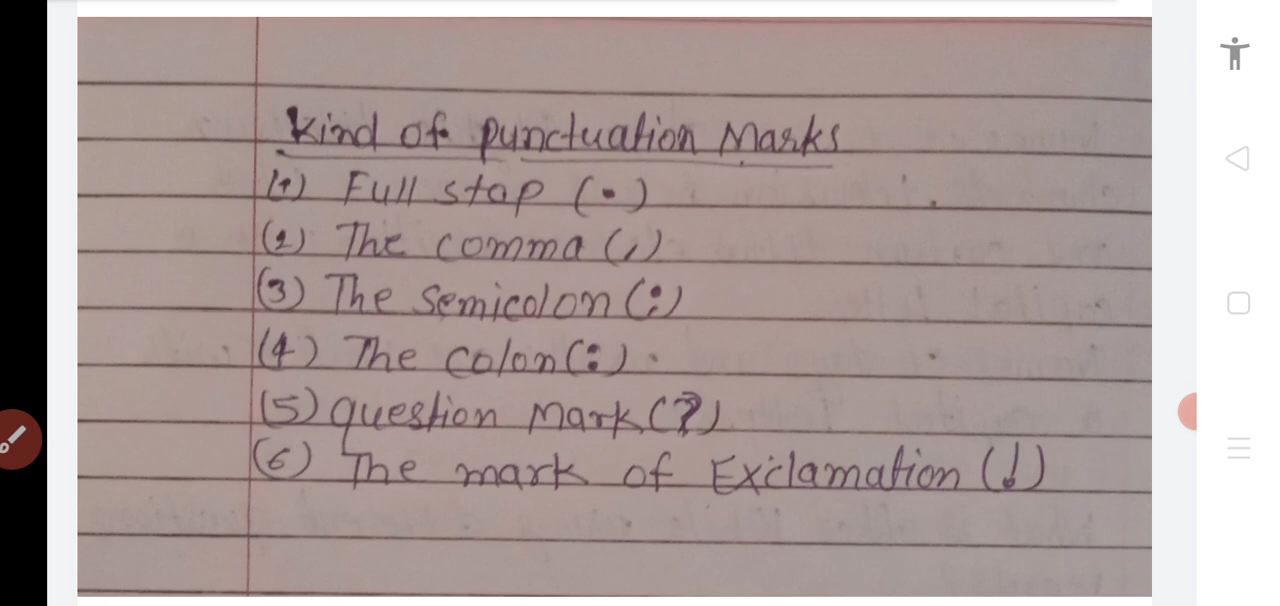 Kind of Punctuation Marks
(1) Full stop (.)
(2) The comma (,)
(3) The semicolon (;)
(4) The colon (:)
(5) question Mark (?)
(6) The mark of Exclamation (!)